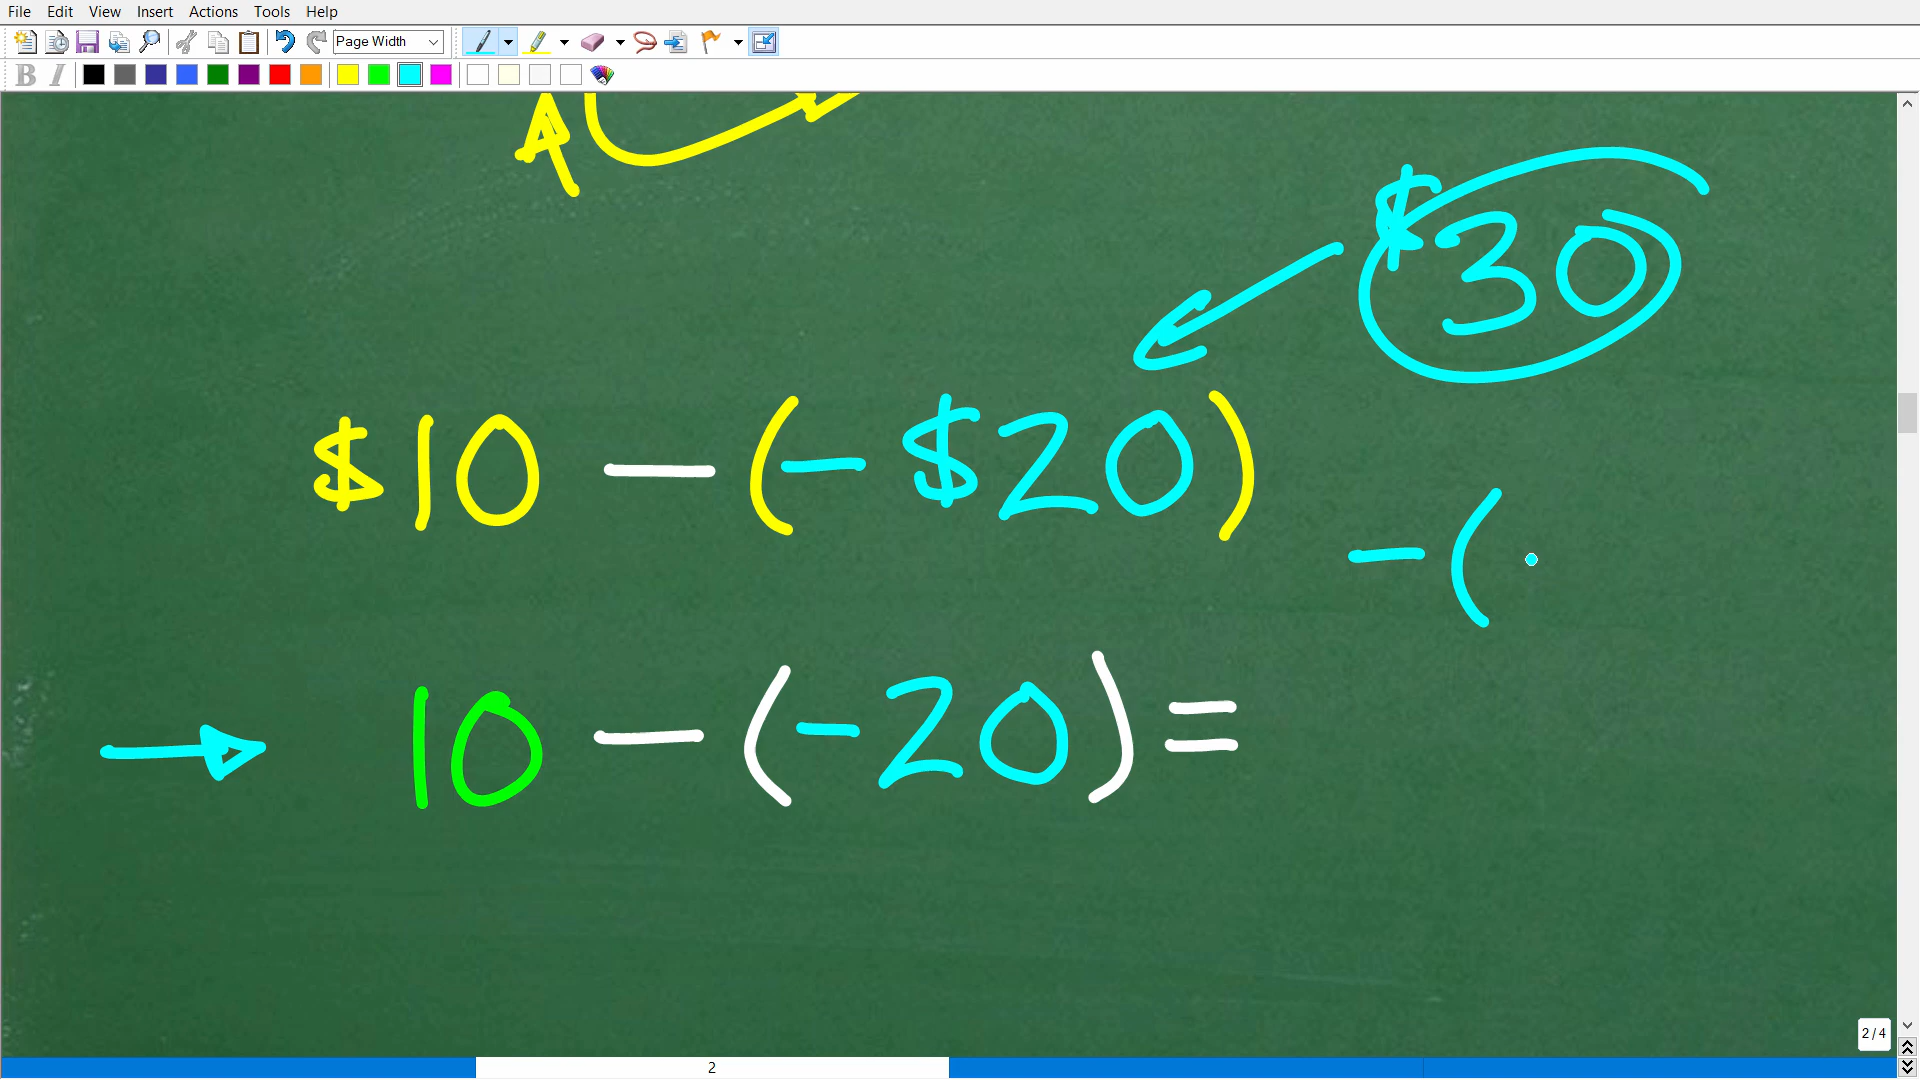 File Edit View Insert Actions Tools Help
Page Width
B I
$30
$10 — (- $20)
- (
10 — (-20) =
2 / 4
2